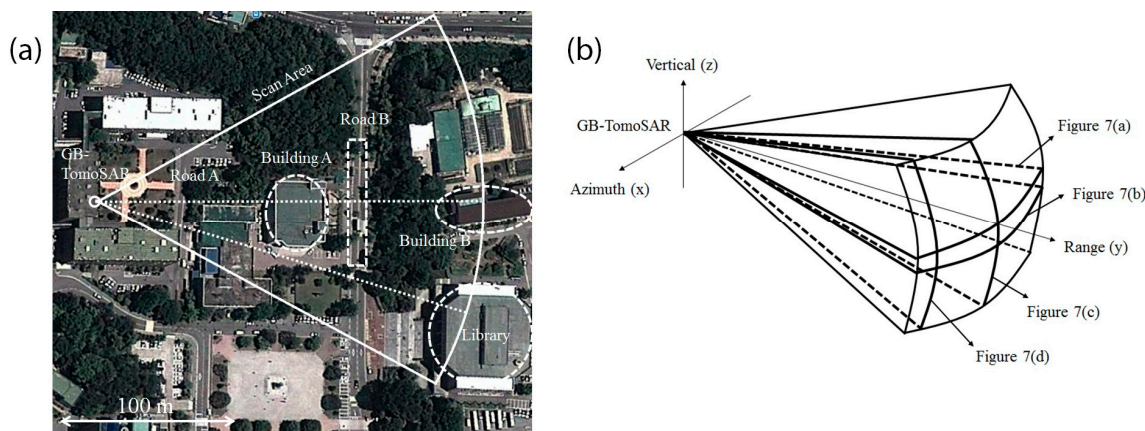 (a)
Scan Area
Road B
GB-
TomoSAR
Road A
Building A
Building B
Library
100 m
(b)
Vertical (z)
GB-TomoSAR
Azimuth (x)
Figure 7(a)
Figure 7(b)
Range (y)
Figure 7(c)
Figure 7(d)